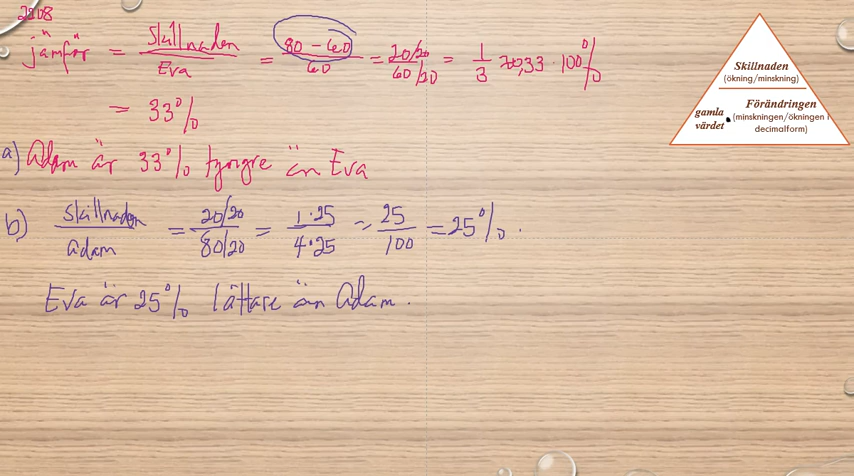 2308
jämför = Skillnaden / Eva = 80 - 60 / 60 = 20/20 / 60/20 = 1/3 ≈ 0,33 · 100%
= 33%
a) Adam är 33% tyngre än Eva
b) Skillnaden / Adam = 20/20 / 80/20 = 1·25 / 4·25 = 25/100 = 25%.
Eva är 25% lättare än Adam.
Skillnaden
(ökning/minskning)
gamla värdet
Förändringen
(minskningen/ökningen i
decimalform)